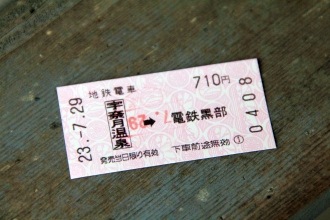 地鉄電車 710円
23.-7.29
宇奈月温泉 ➡ 電鉄黒部
発売当日限り有効 下車前途無効 ①
0408